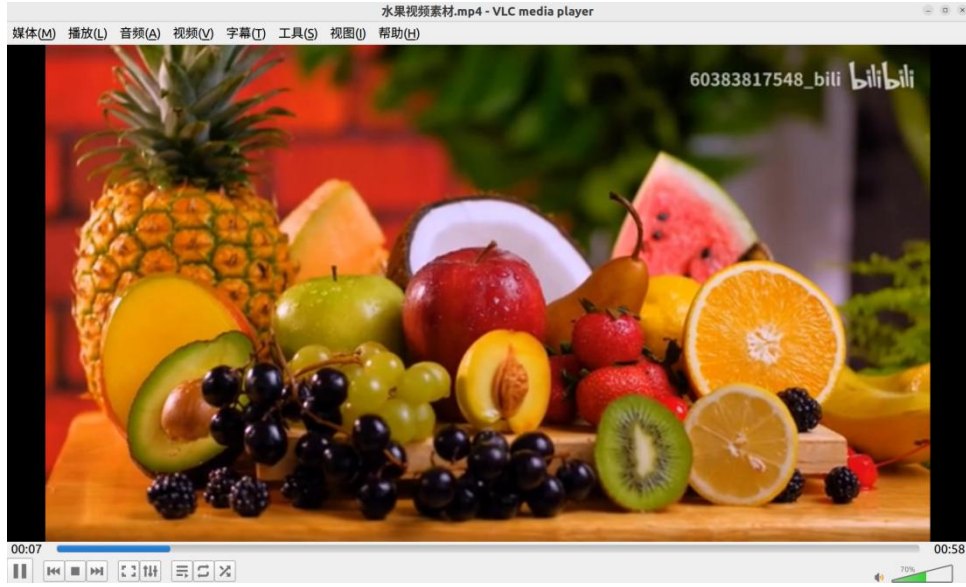 水果视频素材.mp4 - VLC media player
媒体(M) 播放(L) 音频(A) 视频(V) 字幕(T) 工具(S) 视图(I) 帮助(H)
60383817548_bili bilibili
00:07 00:58
70%